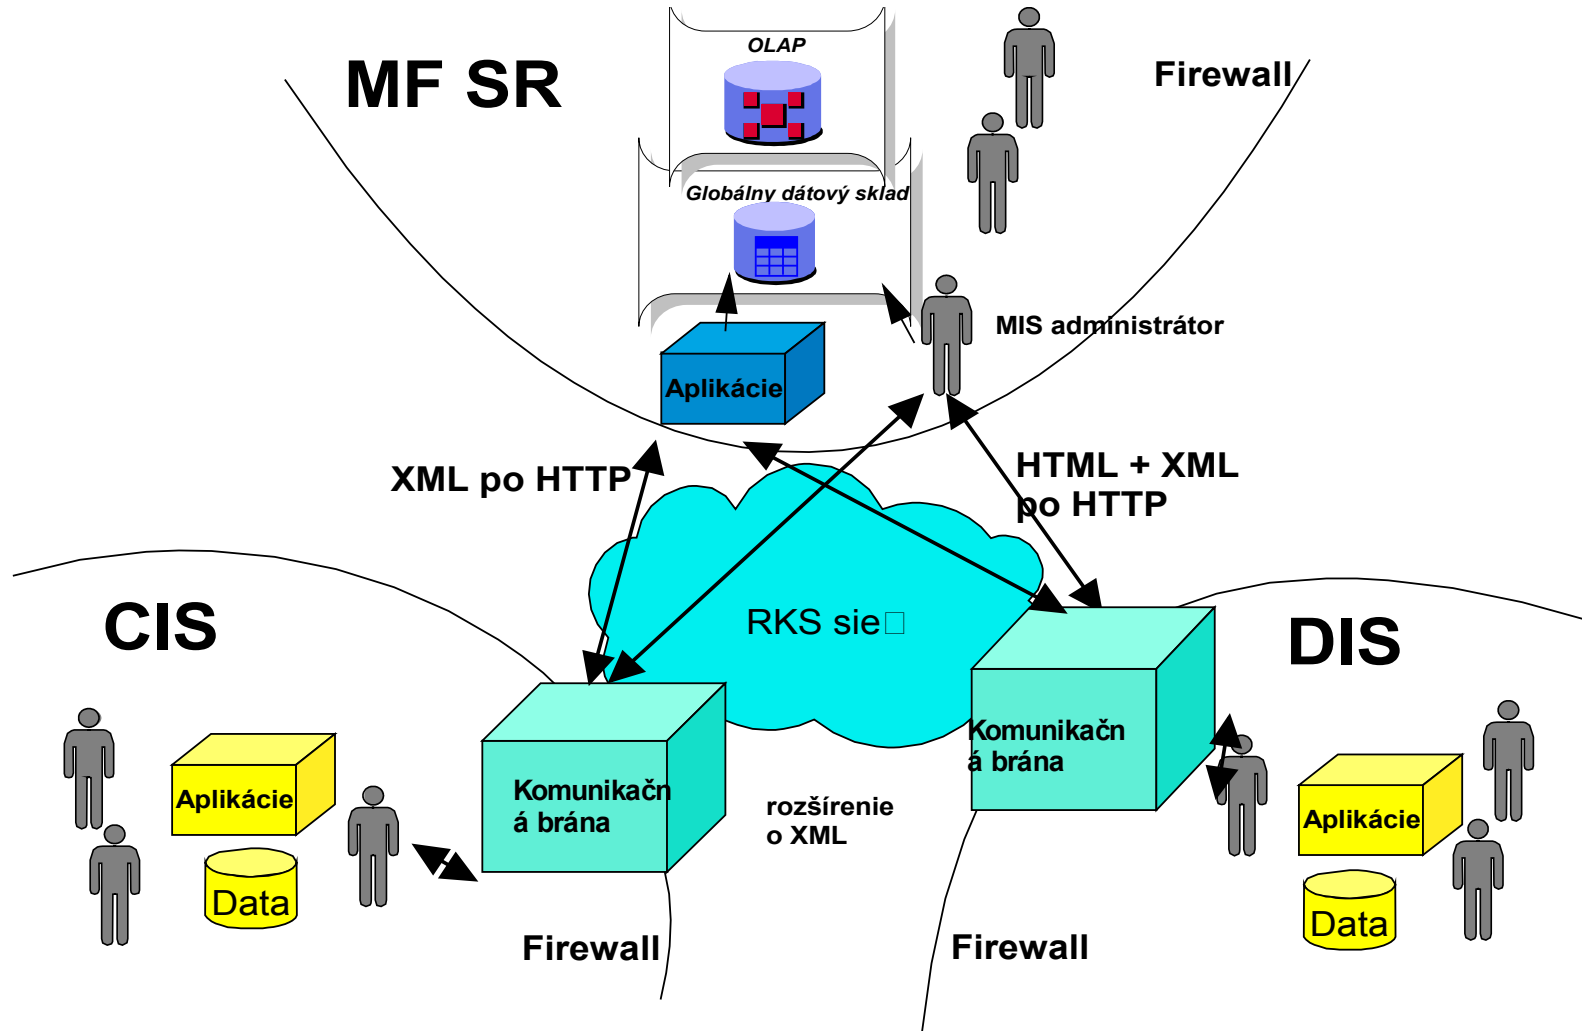 OLAP
MF SR
Firewall
Globálny dátový sklad
MIS administrátor
Aplikácie
XML po HTTP
HTML + XML
po HTTP
CIS
RKS sie□
DIS
Komunikačn
á brána
Komunikačn
á brána
Aplikácie
rozšírenie
o XML
Aplikácie
Data
Data
Firewall
Firewall